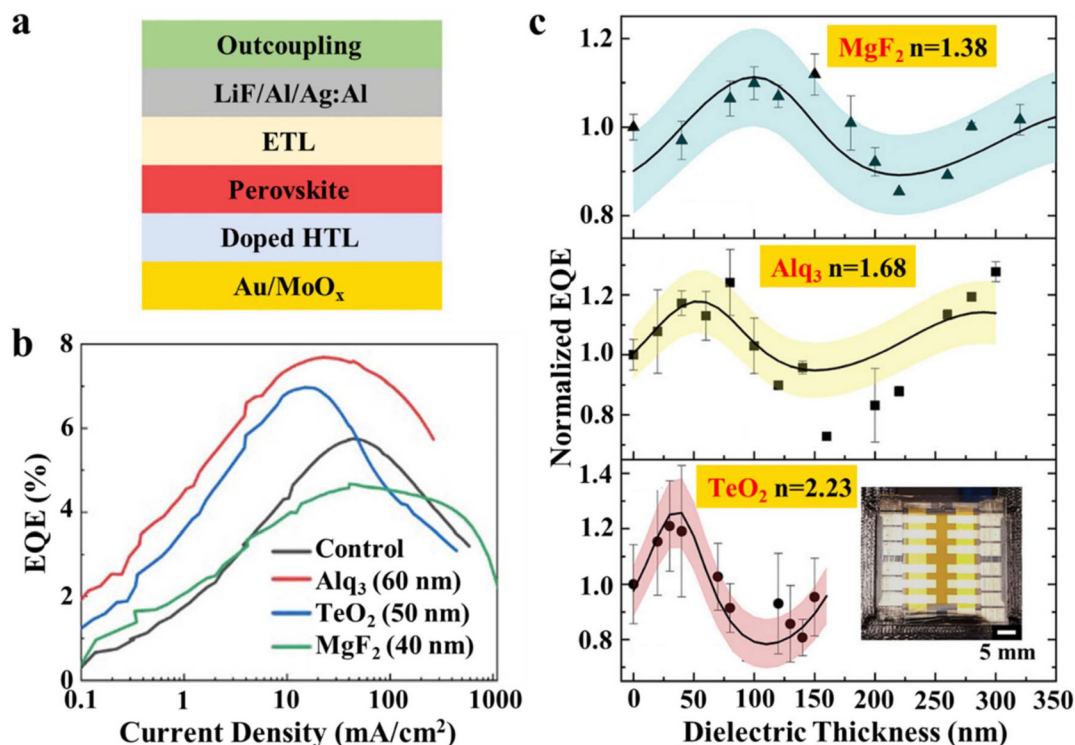 a
Outcoupling
LiF/Al/Ag:Al
ETL
Perovskite
Doped HTL
Au/MoOₓ
b
8
6
4
2
0
EQE (%)
Control
Alq₃ (60 nm)
TeO₂ (50 nm)
MgF₂ (40 nm)
0.1 1 10 100 1000
Current Density (mA/cm²)
c
Normalized EQE
MgF₂ n=1.38
1.2
1.0
0.8
Alq₃ n=1.68
1.2
1.0
0.8
TeO₂ n=2.23
1.4
1.2
1.0
0.8
5 mm
0 50 100 150 200 250 300 350
Dielectric Thickness (nm)